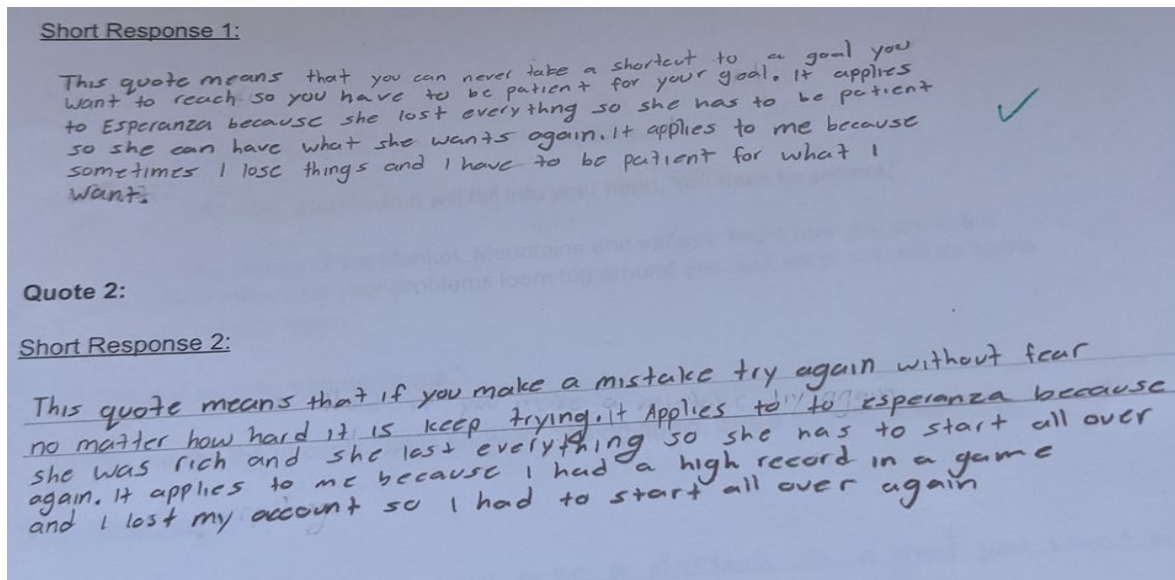 Short Response 1:
This quote means that you can never take a shortcut to a goal you
want to reach so you have to be patient for your goal. It applies
to Esperanza because she lost every thng so she has to be patient
so she can have what she wants again. It applies to me because
sometimes I lose things and I have to be patient for what I
want.
Quote 2:
Short Response 2:
This quote means that if you make a mistake try again without fear
no matter how hard it is keep trying. it Applies to to Esperanza because
she was rich and she lost everything so she has to start all over
again. It applies to me because I had a high record in a game
and I lost my account so I had to start all over again